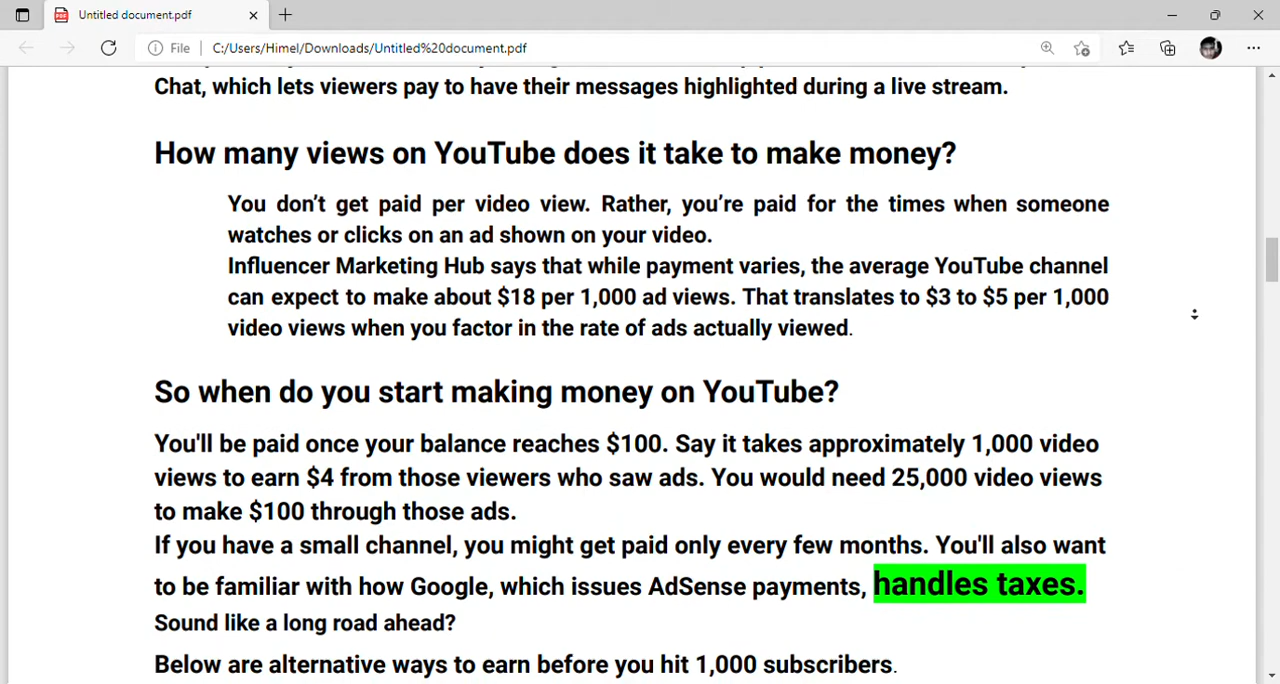 Untitled document.pdf
File
C:/Users/Himel/Downloads/Untitled%20document.pdf
Chat, which lets viewers pay to have their messages highlighted during a live stream.
How many views on YouTube does it take to make money?
You don’t get paid per video view. Rather, you’re paid for the times when someone
watches or clicks on an ad shown on your video.
Influencer Marketing Hub says that while payment varies, the average YouTube channel
can expect to make about $18 per 1,000 ad views. That translates to $3 to $5 per 1,000
video views when you factor in the rate of ads actually viewed.
So when do you start making money on YouTube?
You'll be paid once your balance reaches $100. Say it takes approximately 1,000 video
views to earn $4 from those viewers who saw ads. You would need 25,000 video views
to make $100 through those ads.
If you have a small channel, you might get paid only every few months. You'll also want
to be familiar with how Google, which issues AdSense payments, handles taxes.
Sound like a long road ahead?
Below are alternative ways to earn before you hit 1,000 subscribers.